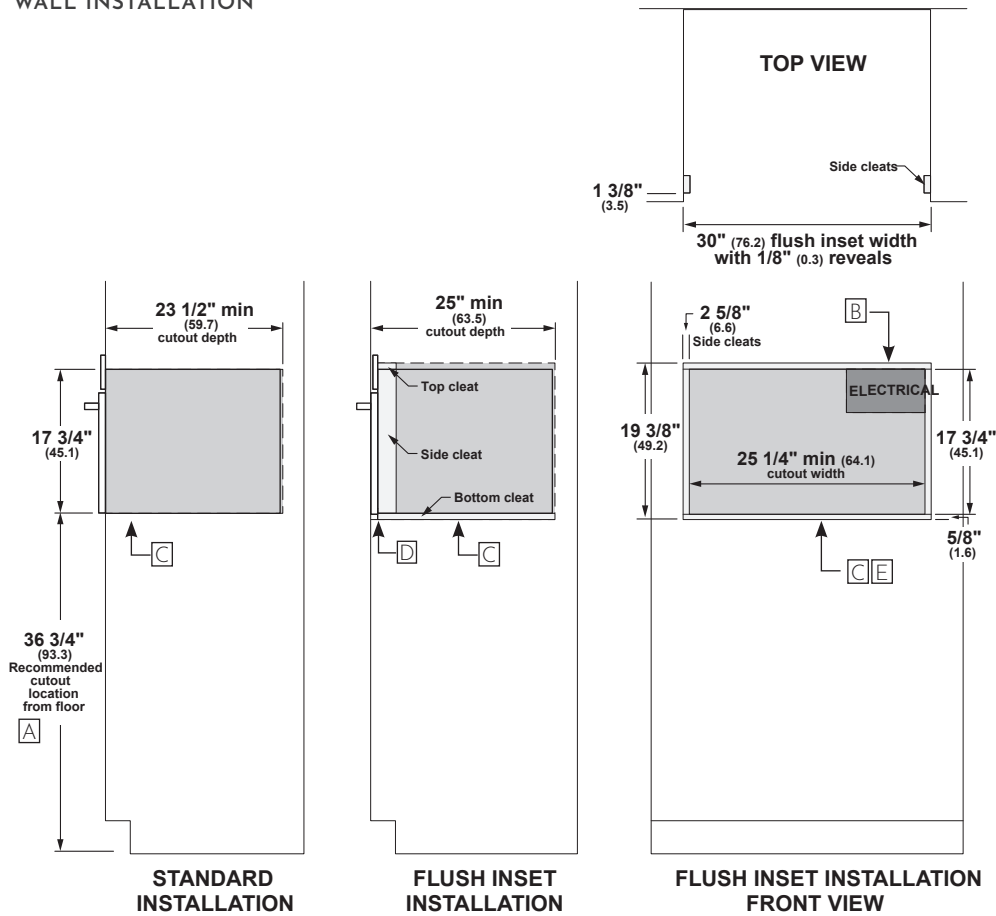 WALL INSTALLATION
TOP VIEW
Side cleats
1 3/8"
(3.5)
30" (76.2) flush inset width
with 1/8" (0.3) reveals
23 1/2" min
(59.7)
cutout depth
17 3/4"
(45.1)
C
36 3/4"
(93.3)
Recommended
cutout
location
from floor
A
STANDARD
INSTALLATION
25" min
(63.5)
cutout depth
Top cleat
Side cleat
Bottom cleat
D
C
FLUSH INSET
INSTALLATION
2 5/8"
(6.6)
Side cleats
B
ELECTRICAL
19 3/8"
(49.2)
25 1/4" min (64.1)
cutout width
17 3/4"
(45.1)
5/8"
(1.6)
C E
FLUSH INSET INSTALLATION
FRONT VIEW